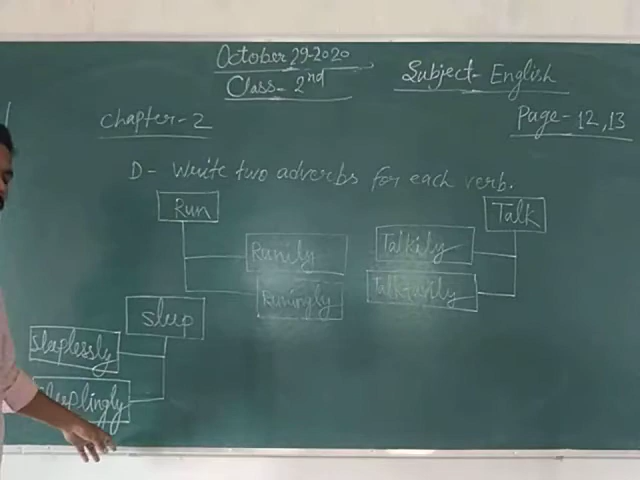 October 29-2020
Class- 2nd
Subject- English
Chapter-2
Page-12,13
D- Write two adverbs for each verb.
Run
Talk
Runily
Talkily
Runingly
Sleep
Sleeplessly
Sleeplingly